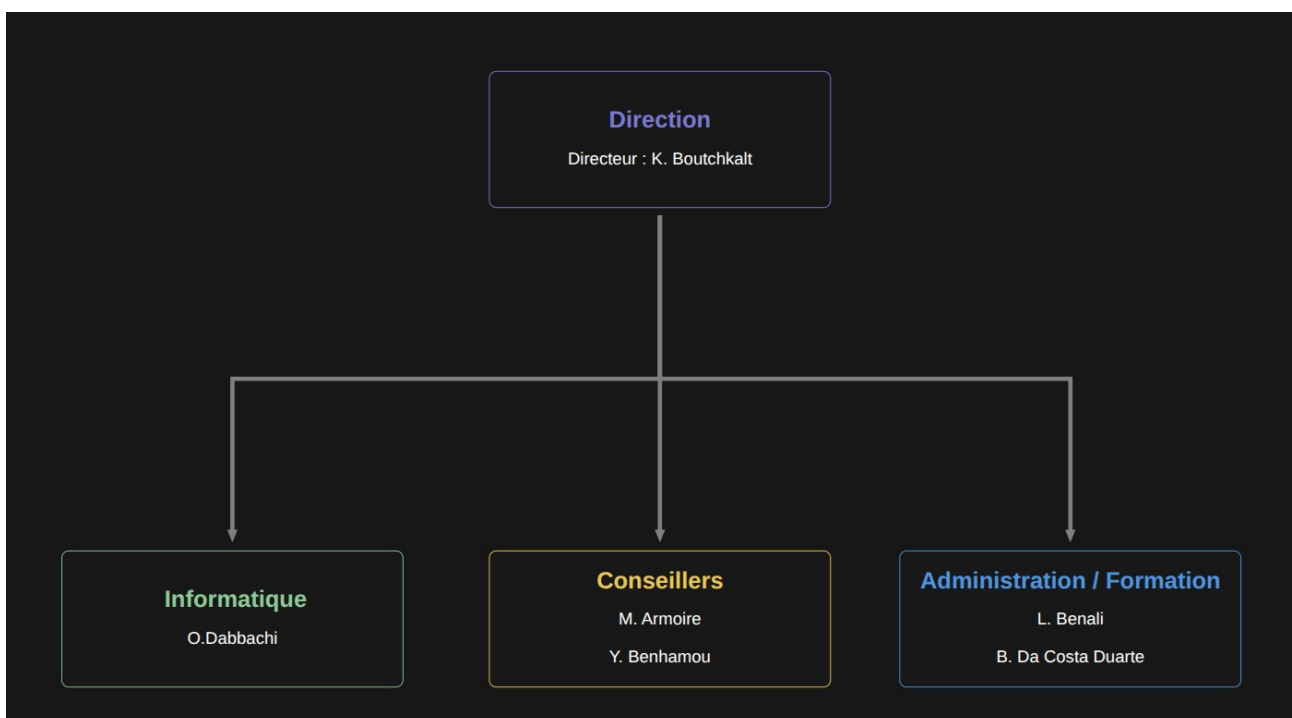 Direction
Directeur : K. Boutchkalt
Informatique
O.Dabbachi
Conseillers
M. Armoire
Y. Benhamou
Administration / Formation
L. Benali
B. Da Costa Duarte